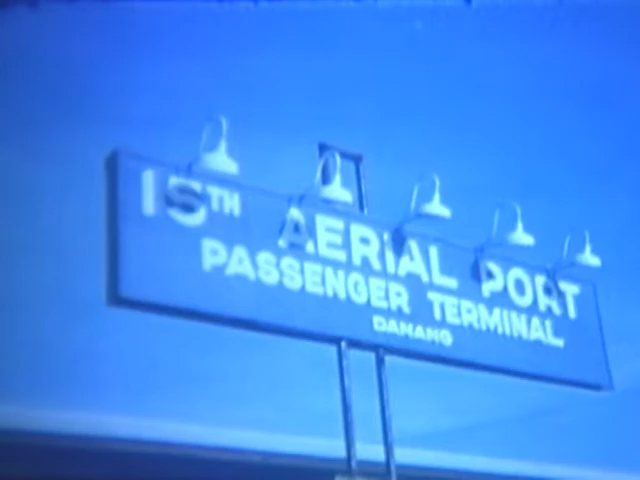 15TH AERIAL PORT
PASSENGER TERMINAL
DANANG